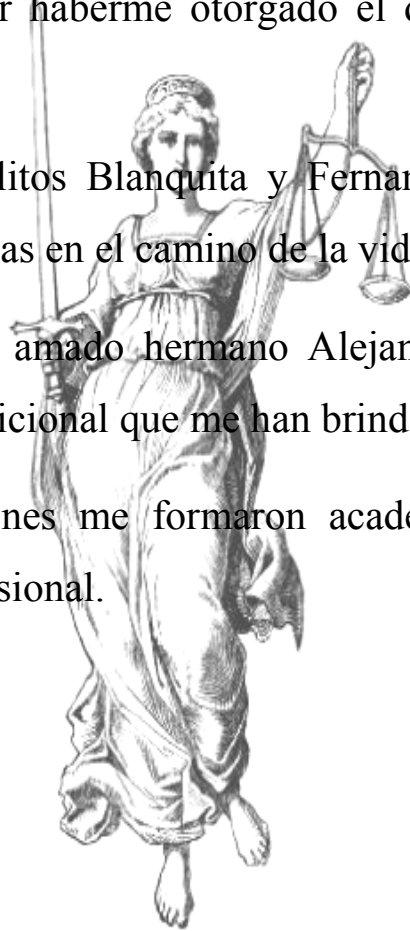 r haberme otorgado el
litos Blanquita y Fernan
as en el camino de la vid
amado hermano Alejan
icional que me han brind
nes me formaron acade
sional.